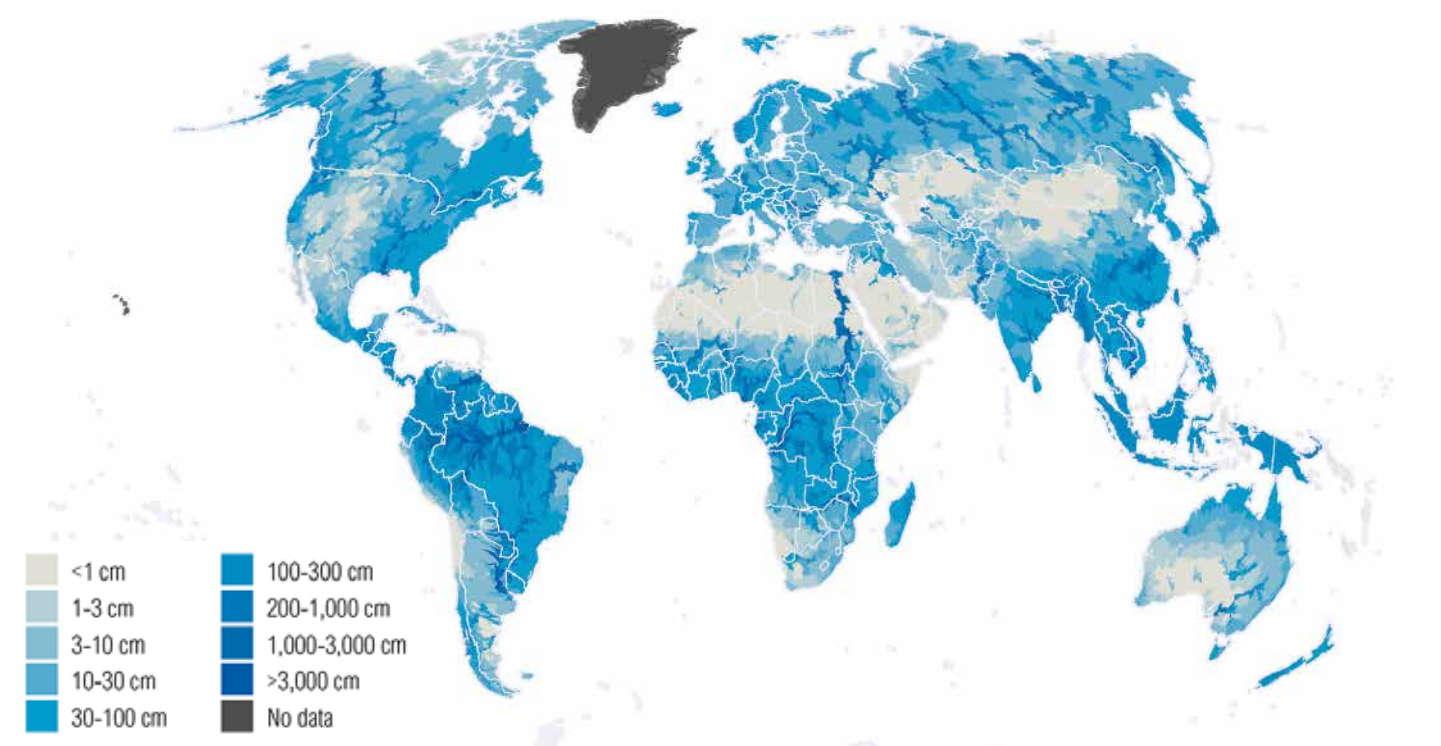 <1 cm
1-3 cm
3-10 cm
10-30 cm
30-100 cm
100-300 cm
200-1,000 cm
1,000-3,000 cm
>3,000 cm
No data